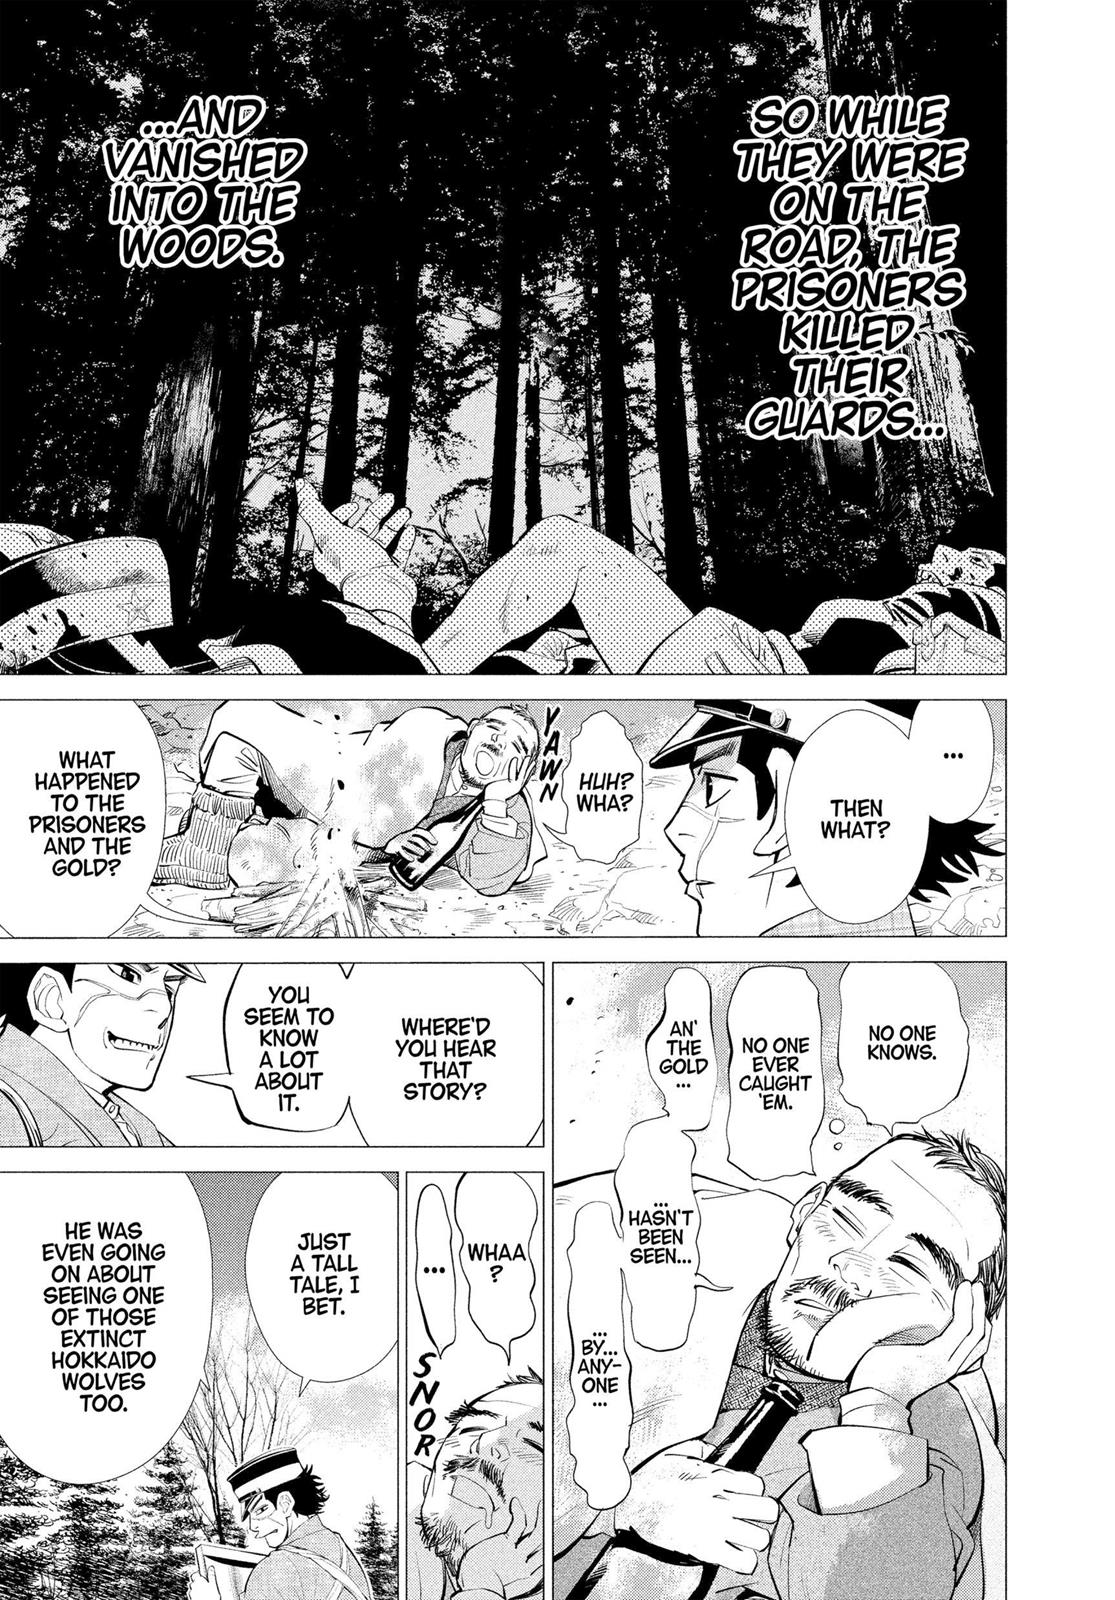 SO WHILE
THEY WERE
ON THE
ROAD, THE
PRISONERS
KILLED
THEIR
GUARDS...
...AND
VANISHED
INTO THE
WOODS.
...
THEN
WHAT?
HUH?
WHA?
YAWN
WHAT
HAPPENED
TO THE
PRISONERS
AND THE
GOLD?
NO ONE
KNOWS.
NO ONE
EVER
CAUGHT
'EM.
AN'
THE
GOLD
...
...
HASN'T
BEEN
SEEN...
...
BY...
ANY-
ONE
...
WHERE'D
YOU HEAR
THAT
STORY?
YOU
SEEM TO
KNOW
A LOT
ABOUT
IT.
WHAA
?
...
SNOR
JUST
A TALL
TALE, I
BET.
HE WAS
EVEN GOING
ON ABOUT
SEEING ONE
OF THOSE
EXTINCT
HOKKAIDO
WOLVES
TOO.